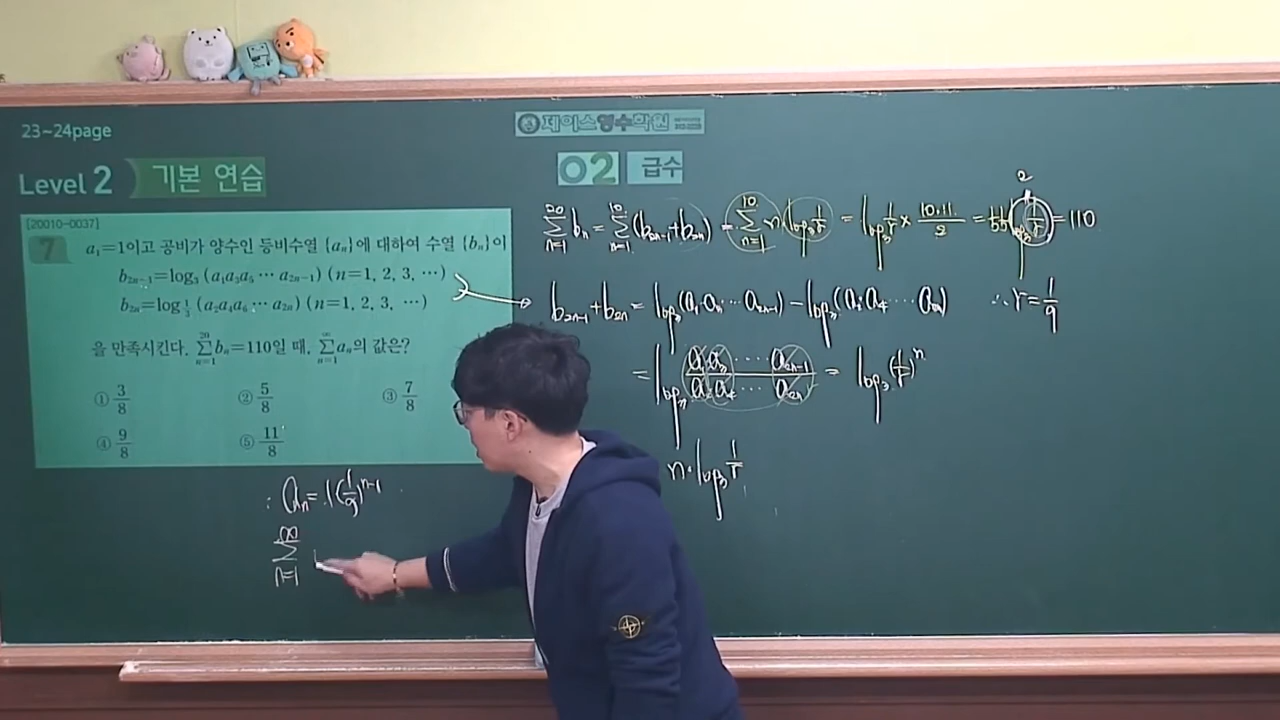 23~24page
제이스영수학원
Level 2 기본 연습
02 급수
[20010-0037]
7 a₁=1이고 공비가 양수인 등비수열 {aₙ}에 대하여 수열 {bₙ}이
b₂ₙ₋₁=log₃ (a₁a₃a₅ ⋯ a₂ₙ₋₁) (n=1, 2, 3, ⋯)
b₂ₙ=log_{1/3} (a₂a₄a₆ ⋯ a₂ₙ) (n=1, 2, 3, ⋯)
을 만족시킨다. ∑_{n=1}^{20} bₙ=110일 때, ∑_{n=1}^{∞} aₙ의 값은?
① 3/8 ② 5/8 ③ 7/8
④ 9/8 ⑤ 11/8
∴ aₙ = 1(1/9)^{n-1}
∑_{n=1}^{∞}
2
∑_{n=1}^{20} bₙ = ∑_{n=1}^{10} (b₂ₙ₋₁+b₂ₙ) = ∑_{n=1}^{10} n log₃ 1/r = log₃ 1/r × 10·11/2 = 55 log₃ 1/r = 110
b₂ₙ₋₁+b₂ₙ = log₃(a₁a₃⋯a₂ₙ₋₁) − log₃(a₂a₄⋯a₂ₙ) ∴ r = 1/9
= log₃ (a₁a₃⋯a₂ₙ₋₁)/(a₂a₄⋯a₂ₙ) = log₃ (1/r)ⁿ
n·log₃ 1/r